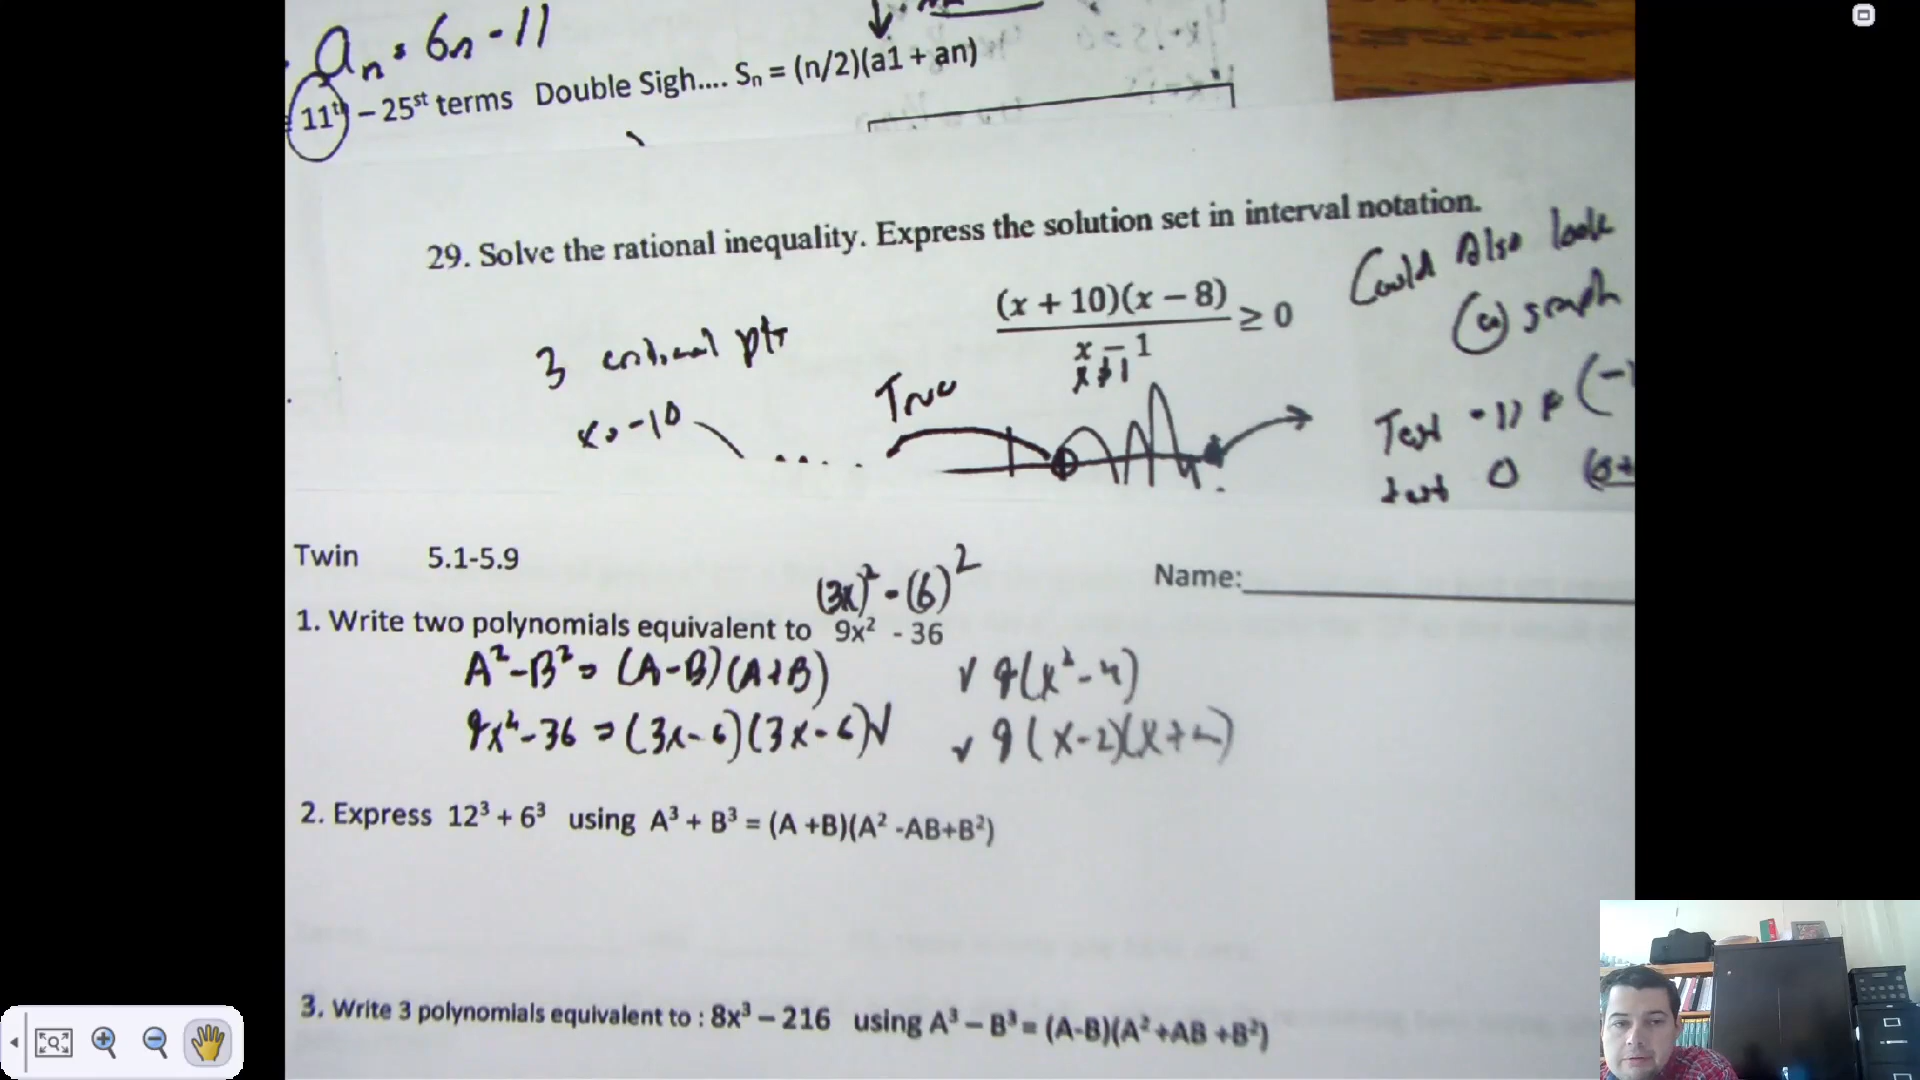 aₙ = 6n - 11
11ᵗʰ – 25ˢᵗ terms Double Sigh.... Sₙ = (n/2)(a1 + an)
29. Solve the rational inequality. Express the solution set in interval notation.
Could Also look
@ graph
(x + 10)(x – 8)
≥ 0
x – 1
3 critical pts
x ≠ 1
True
x = -10
Test -11
test 0
Twin 5.1-5.9
(3x)² - (6)²
Name:
1. Write two polynomials equivalent to 9x² - 36
A² - B² = (A - B)(A + B)
✓ 9(x² - 4)
9x² - 36 = (3x - 6)(3x - 6) ✓
✓ 9(x - 2)(x + 2)
2. Express 12³ + 6³ using A³ + B³ = (A +B)(A² -AB+B²)
3. Write 3 polynomials equivalent to : 8x³ – 216 using A³ – B³ = (A-B)(A² +AB +B²)